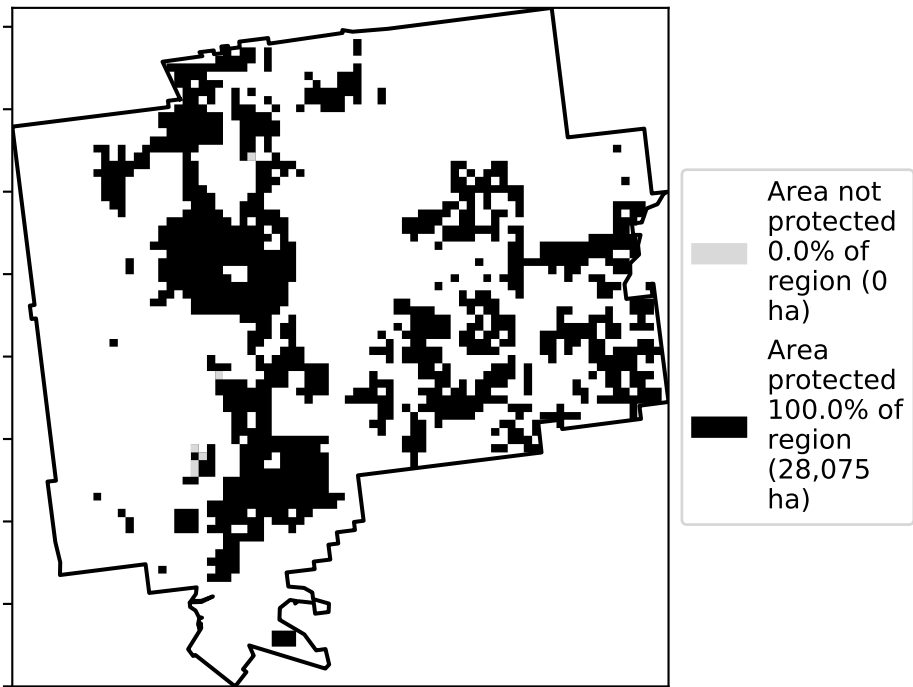 Area not
protected
0.0% of
region (0
ha)
Area
protected
100.0% of
region
(28,075
ha)